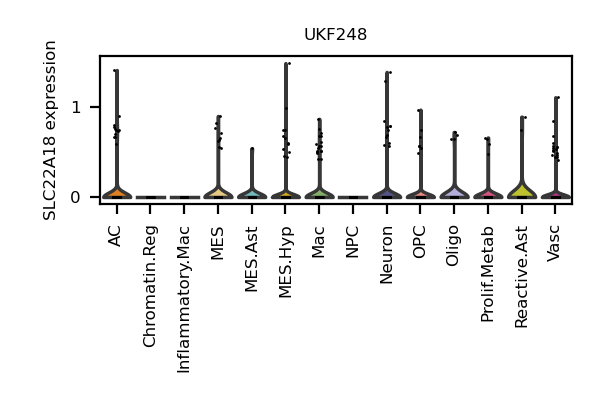 UKF248
SLC22A18 expression
1
0
AC
Chromatin.Reg
Inflammatory.Mac
MES
MES.Ast
MES.Hyp
Mac
NPC
Neuron
OPC
Oligo
Prolif.Metab
Reactive.Ast
Vasc